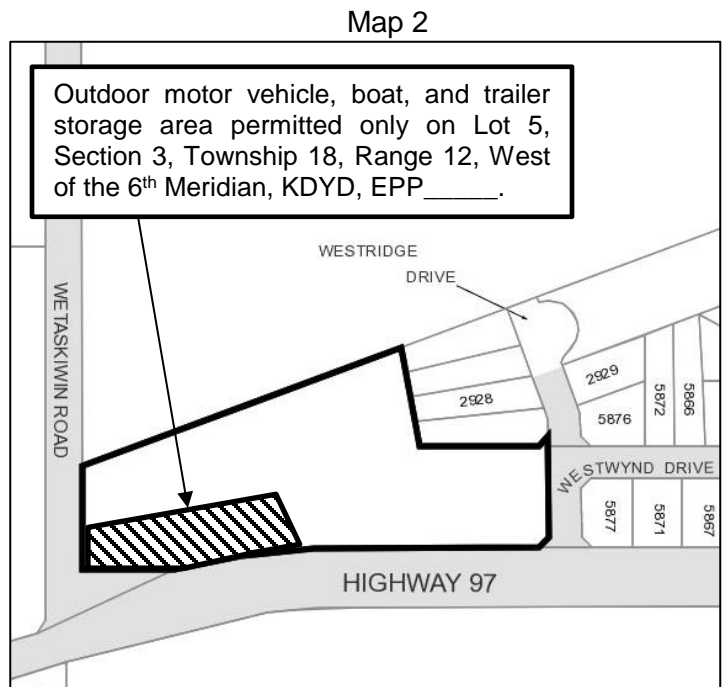 Map 2
Outdoor motor vehicle, boat, and trailer
storage area permitted only on Lot 5,
Section 3, Township 18, Range 12, West
of the 6th Meridian, KDYD, EPP_____.
WESTRIDGE
DRIVE
WETASKIWIN ROAD
2928
2929
5876
5872
5866
WESTWYND DRIVE
5877
5871
5867
HIGHWAY 97